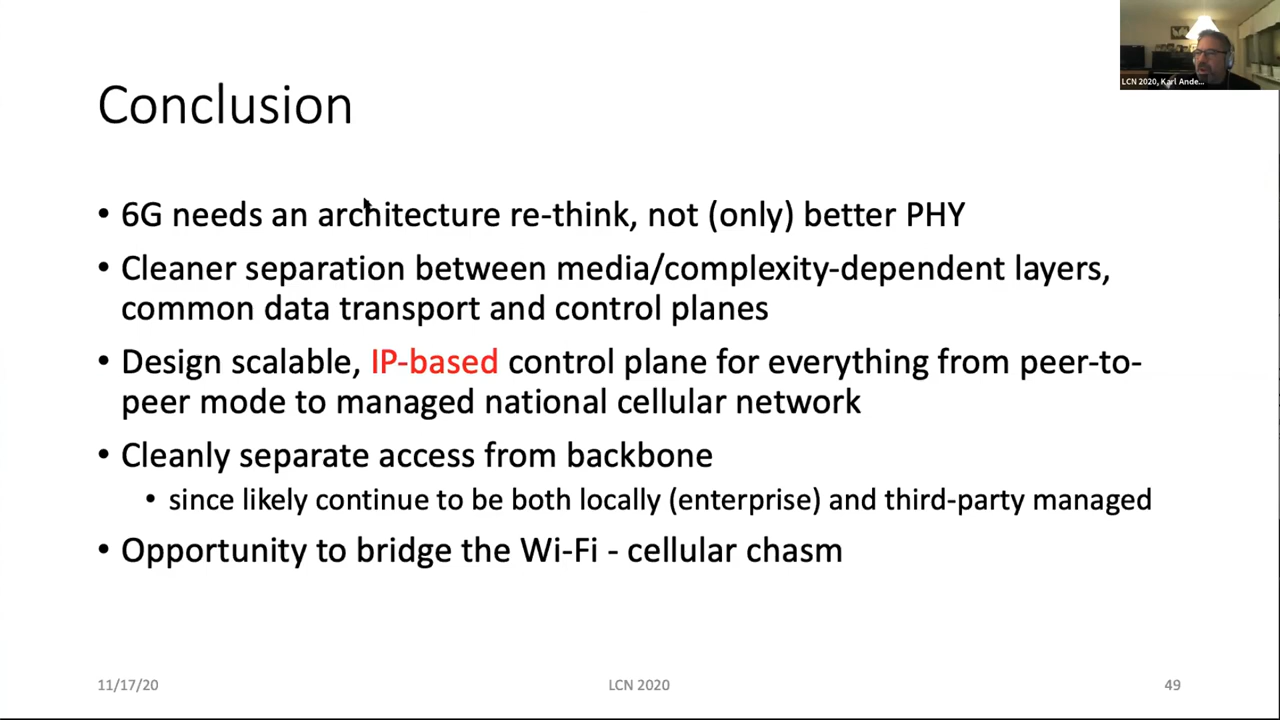 LCN 2020, Karl Ande...
Conclusion
• 6G needs an architecture re-think, not (only) better PHY
• Cleaner separation between media/complexity-dependent layers,
common data transport and control planes
• Design scalable, IP-based control plane for everything from peer-to-
peer mode to managed national cellular network
• Cleanly separate access from backbone
• since likely continue to be both locally (enterprise) and third-party managed
• Opportunity to bridge the Wi-Fi - cellular chasm
11/17/20
LCN 2020
49